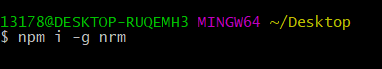 13178@DESKTOP-RUQEMH3 MINGW64 ~/Desktop
$ npm i -g nrm